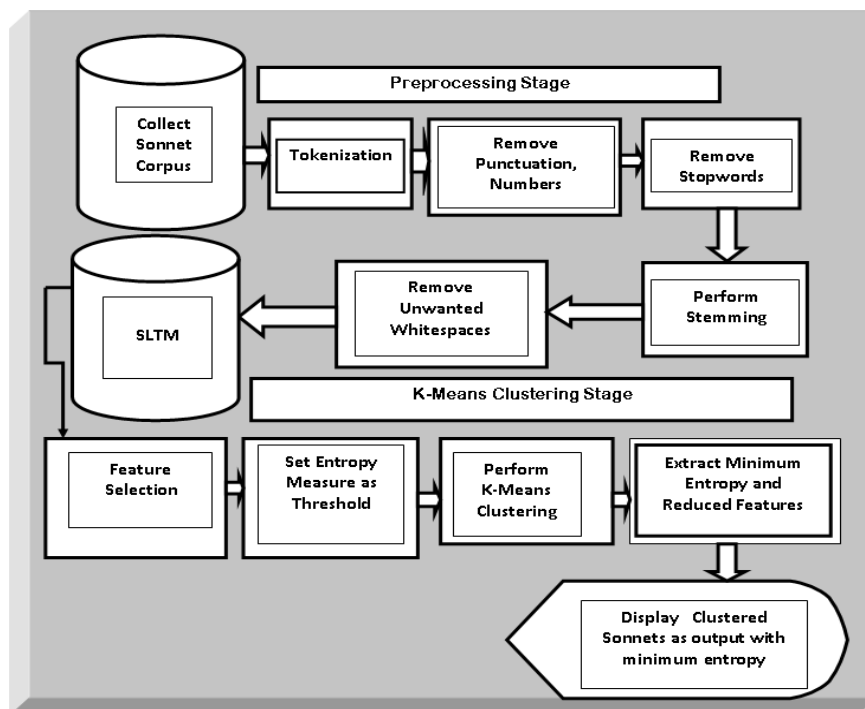 Preprocessing Stage
Collect
Sonnet
Corpus
Tokenization
Remove
Punctuation,
Numbers
Remove
Stopwords
Perform
Stemming
Remove
Unwanted
Whitespaces
SLTM
K-Means Clustering Stage
Feature
Selection
Set Entropy
Measure as
Threshold
Perform
K-Means
Clustering
Extract Minimum
Entropy and
Reduced Features
Display Clustered
Sonnets as output with
minimum entropy